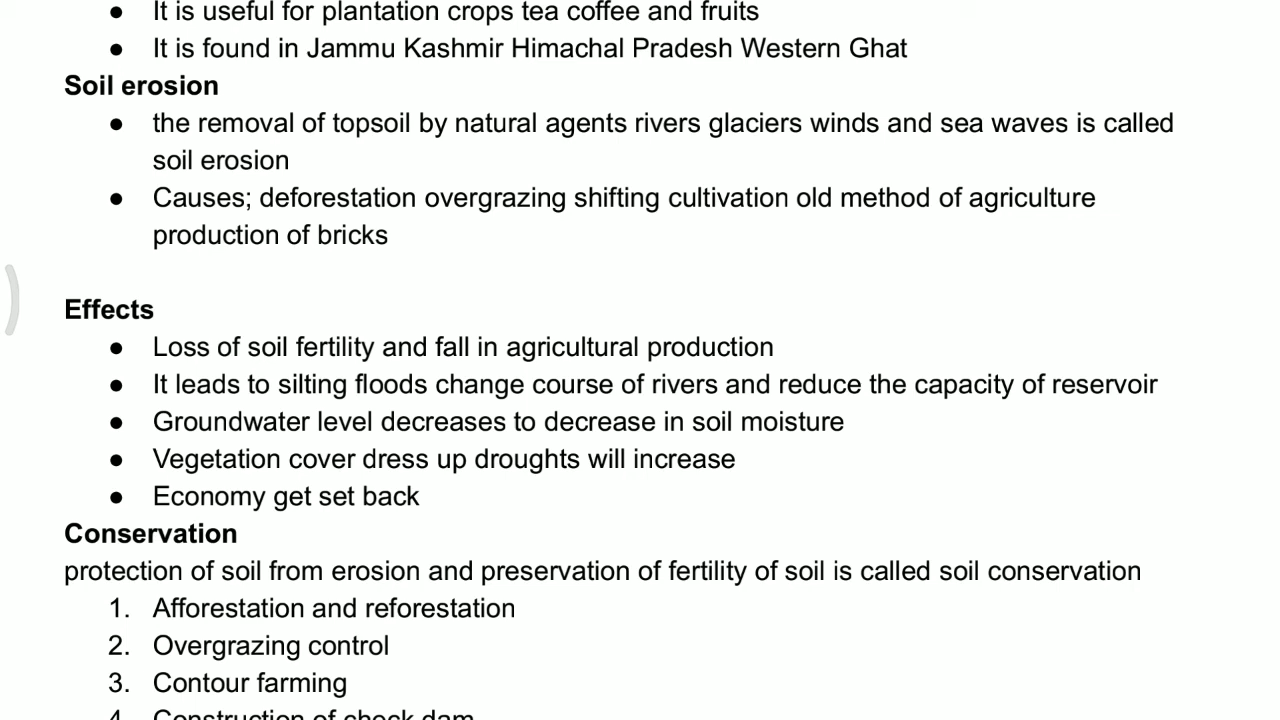 ● It is useful for plantation crops tea coffee and fruits
● It is found in Jammu Kashmir Himachal Pradesh Western Ghat
Soil erosion
● the removal of topsoil by natural agents rivers glaciers winds and sea waves is called
soil erosion
● Causes; deforestation overgrazing shifting cultivation old method of agriculture
production of bricks
Effects
● Loss of soil fertility and fall in agricultural production
● It leads to silting floods change course of rivers and reduce the capacity of reservoir
● Groundwater level decreases to decrease in soil moisture
● Vegetation cover dress up droughts will increase
● Economy get set back
Conservation
protection of soil from erosion and preservation of fertility of soil is called soil conservation
1. Afforestation and reforestation
2. Overgrazing control
3. Contour farming
4. Construction of check dam